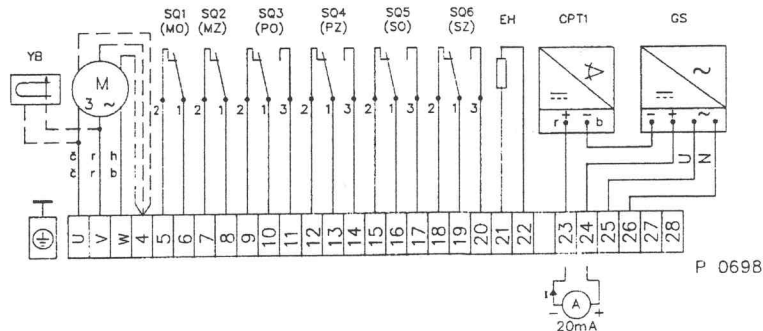 SQ1 SQ2 SQ3 SQ4 SQ5 SQ6 EH CPT1 GS
(MO) (MZ) (PO) (PZ) (SO) (SZ)
YB
M
3 ~
~
r + – b – + ~
2 1 2 1 2 1 3 2 1 3 2 1 3 2 1 3
č r h
č r b
U N
U V W 4 5 6 7 8 9 10 11 12 13 14 15 16 17 18 19 20 21 22 23 24 25 26 27 28
P 0698
I
– A +
20mA